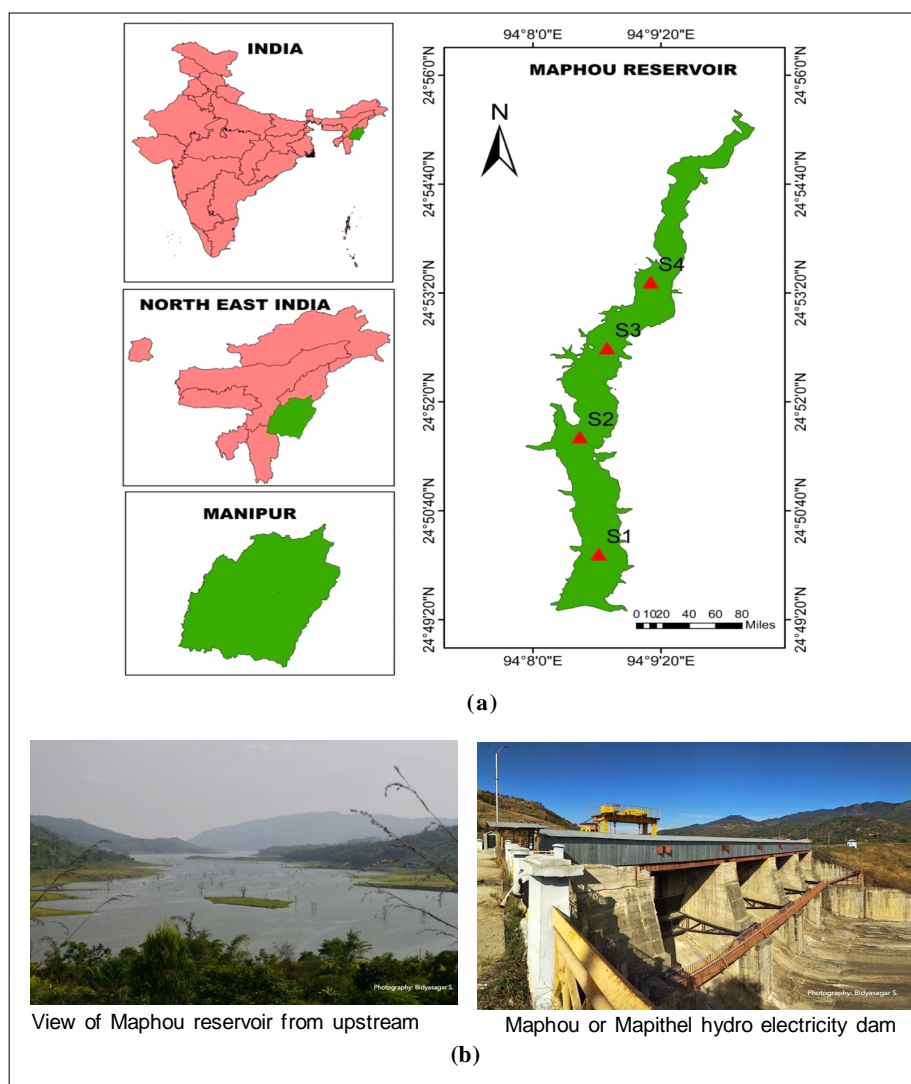 INDIA
NORTH EAST INDIA
MANIPUR
94°8'0"E 94°9'20"E
MAPHOU RESERVOIR
N
24°56'0"N
24°54'40"N
24°53'20"N
24°52'0"N
24°50'40"N
24°49'20"N
S4
S3
S2
S1
0 10 20 40 60 80
Miles
24°56'0"N
24°54'40"N
24°53'20"N
24°52'0"N
24°50'40"N
24°49'20"N
94°8'0"E 94°9'20"E
(a)
Photography: Bidyasagar S.
Photography: Bidyasagar S.
View of Maphou reservoir from upstream
Maphou or Mapithel hydro electricity dam
(b)